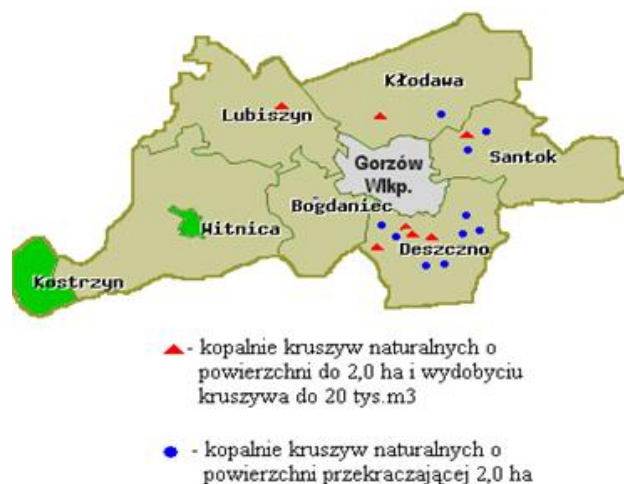 Kłodawa
Lubiszyn
Gorzów
Wlkp.
Santok
Bogdaniec
Witnica
Deszczno
Kostrzyn
- kopalnie kruszyw naturalnych o
powierzchni do 2,0 ha i wydobyciu
kruszywa do 20 tys.m3
- kopalnie kruszyw naturalnych o
powierzchni przekraczającej 2,0 ha